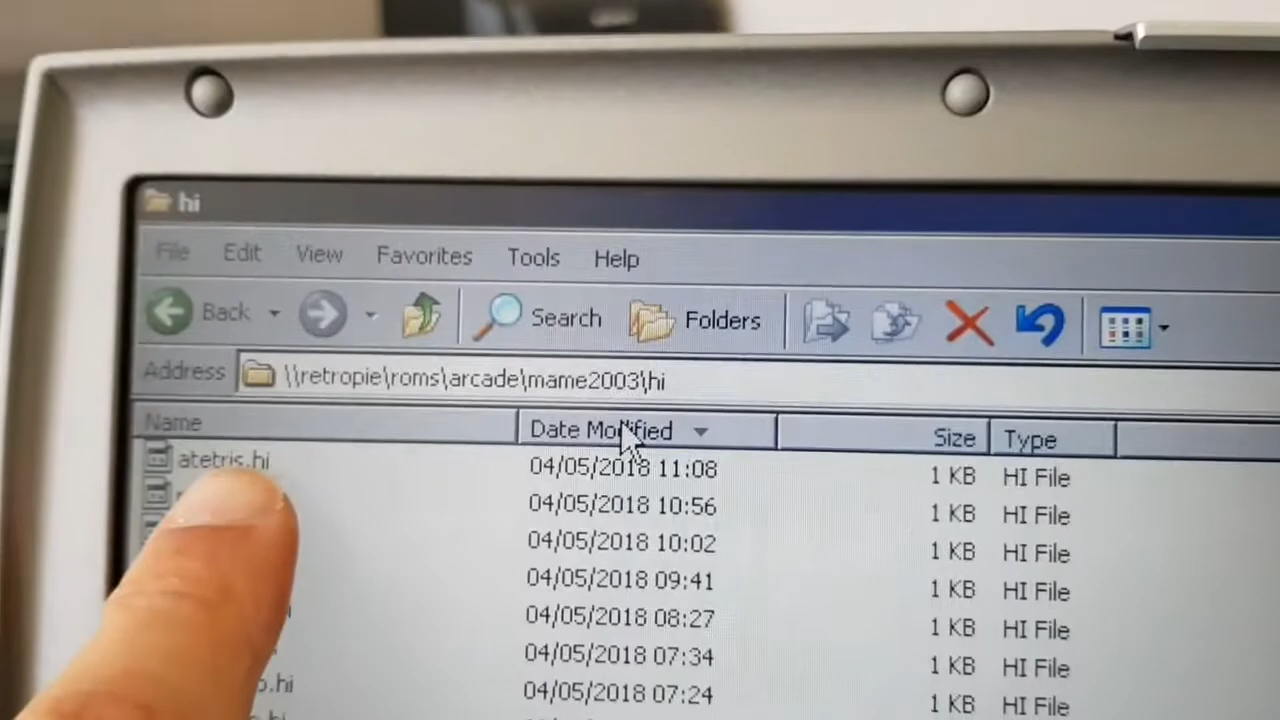 hi
File Edit View Favorites Tools Help
Back Search Folders
Address \\retropie\roms\arcade\mame2003\hi
Name Date Modified Size Type
atetris.hi 04/05/2018 11:08 1 KB HI File
04/05/2018 10:56 1 KB HI File
04/05/2018 10:02 1 KB HI File
04/05/2018 09:41 1 KB HI File
04/05/2018 08:27 1 KB HI File
04/05/2018 07:34 1 KB HI File
.hi 04/05/2018 07:24 1 KB HI File